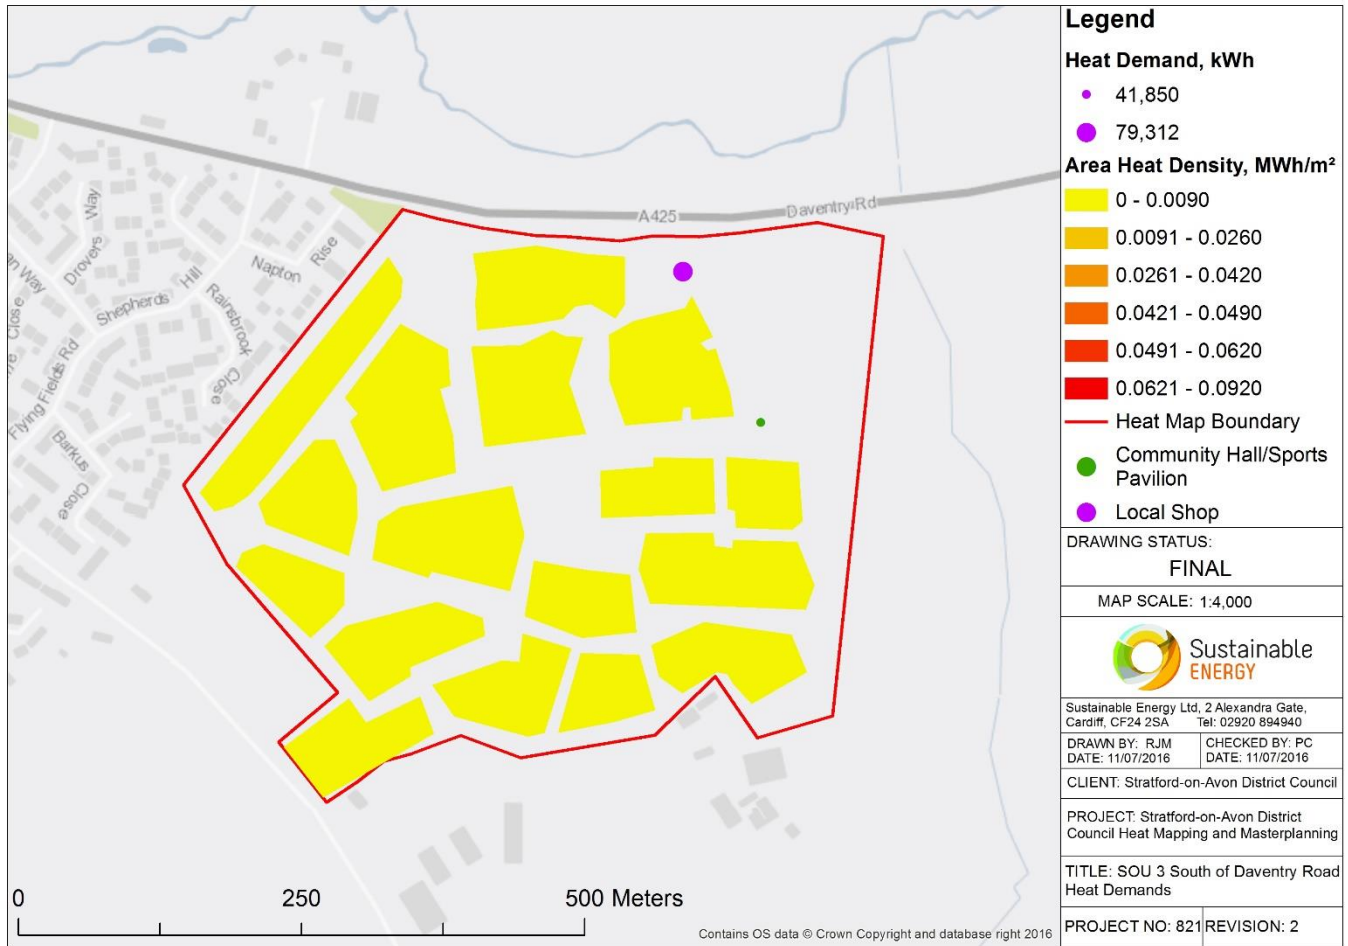 A425
Daventry Rd
Drovers Way
an Way
Shepherds Hill
Napton Rise
Rainsbrook Close
Close
Flying Fields Rd
Barkus Close
0
250
500 Meters
Contains OS data © Crown Copyright and database right 2016
Legend
Heat Demand, kWh
41,850
79,312
Area Heat Density, MWh/m²
0 - 0.0090
0.0091 - 0.0260
0.0261 - 0.0420
0.0421 - 0.0490
0.0491 - 0.0620
0.0621 - 0.0920
Heat Map Boundary
Community Hall/Sports
Pavilion
Local Shop
DRAWING STATUS:
FINAL
MAP SCALE: 1:4,000
Sustainable
ENERGY
Sustainable Energy Ltd, 2 Alexandra Gate,
Cardiff, CF24 2SA Tel: 02920 894940
DRAWN BY: RJM
DATE: 11/07/2016
CHECKED BY: PC
DATE: 11/07/2016
CLIENT: Stratford-on-Avon District Council
PROJECT: Stratford-on-Avon District
Council Heat Mapping and Masterplanning
TITLE: SOU 3 South of Daventry Road
Heat Demands
PROJECT NO: 821
REVISION: 2